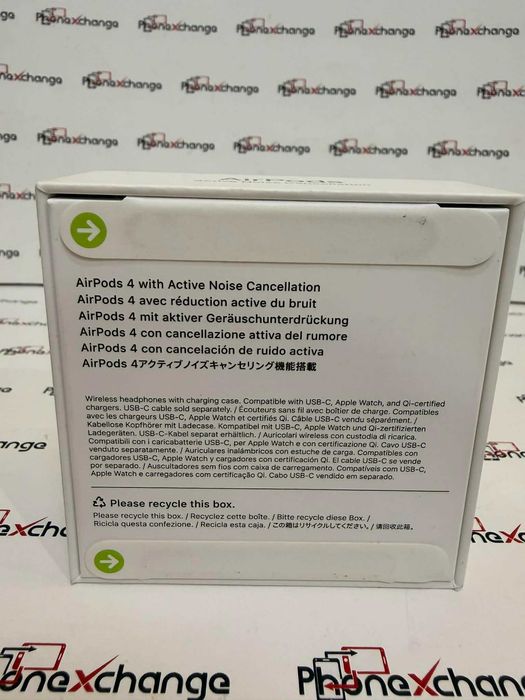 AirPods
AirPods 4 with Active Noise Cancellation
AirPods 4 avec réduction active du bruit
AirPods 4 mit aktiver Geräuschunterdrückung
AirPods 4 con cancellazione attiva del rumore
AirPods 4 con cancelación de ruido activa
AirPods 4アクティブノイズキャンセリング機能搭載
Wireless headphones with charging case. Compatible with USB-C, Apple Watch, and Qi-certified
chargers. USB-C cable sold separately. / Écouteurs sans fil avec boîtier de charge. Compatibles
avec les chargeurs USB-C, Apple Watch et certifiés Qi. Câble USB-C vendu séparément. /
Kabellose Kopfhörer mit Ladecase. Kompatibel mit USB-C, Apple Watch und Qi-zertifizierten
Ladegeräten. USB-C-Kabel separat erhältlich. / Auricolari wireless con custodia di ricarica.
Compatibili con i caricabatterie USB-C, per Apple Watch e con certificazione Qi. Cavo USB-C
venduto separatamente. / Auriculares inalámbricos con estuche de carga. Compatibles con
cargadores USB-C, Apple Watch y cargadores con certificación Qi. El cable USB-C se vende
por separado. / Auscultadores sem fios com caixa de carregamento. Compatíveis com USB-C,
Apple Watch e carregadores com certificação Qi. Cabo USB-C vendido em separado.
Please recycle this box.
Please recycle this box. / Recyclez cette boîte. / Bitte recycle diese Box. /
Ricicla questa confezione. / Recicla esta caja. / この箱はリサイクルしてください。/ 请回收此箱。
PhoneXchange PhoneXchange